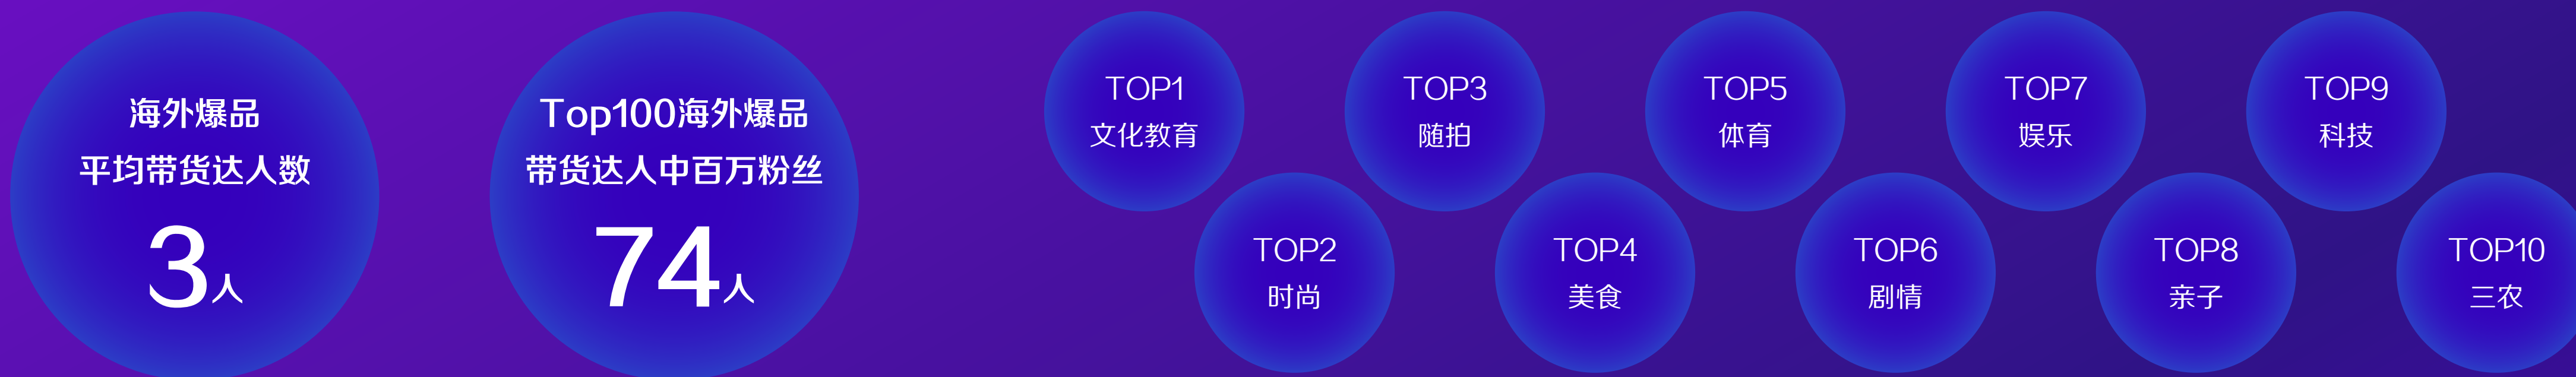 海外爆品
平均带货达人数
3人
Top100海外爆品
带货达人中百万粉丝
74人
TOP1
文化教育
TOP2
时尚
TOP3
随拍
TOP4
美食
TOP5
体育
TOP6
剧情
TOP7
娱乐
TOP8
亲子
TOP9
科技
TOP10
三农